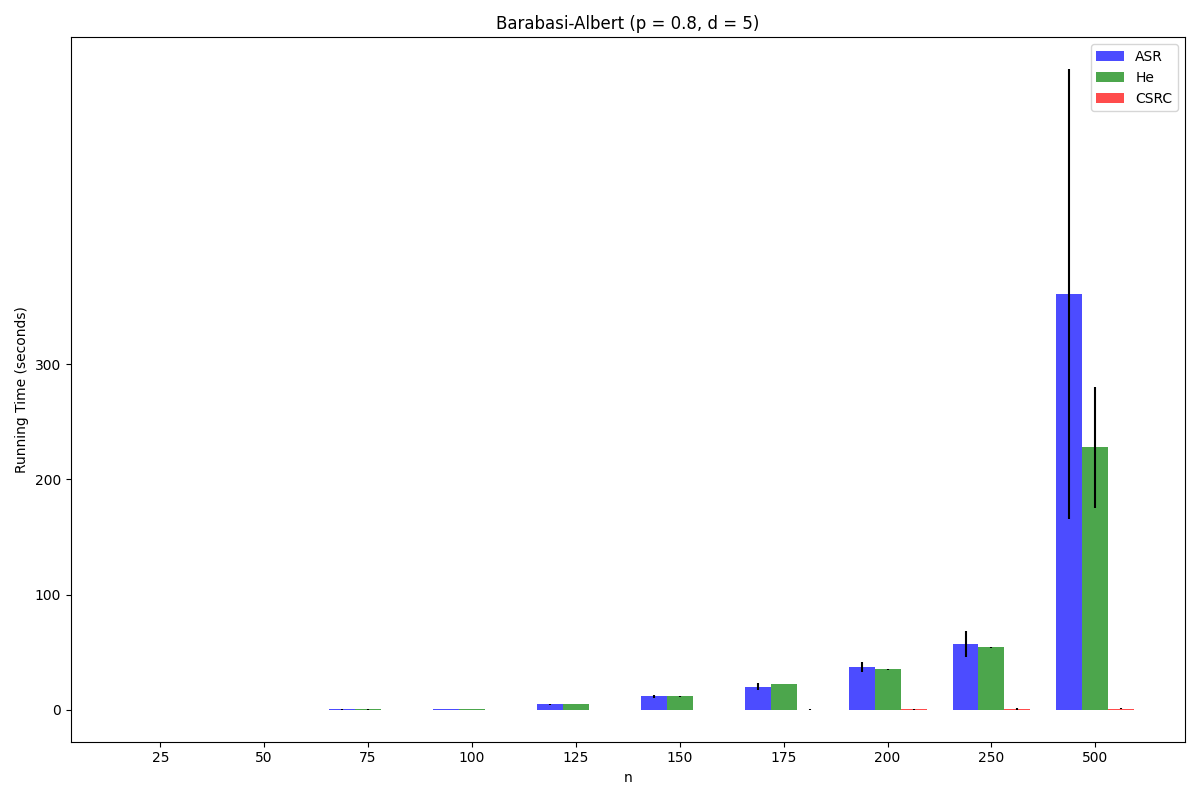 Barabasi-Albert (p = 0.8, d = 5)
ASR
He
CSRC
Running Time (seconds)
300
200
100
0
25 50 75 100 125 150 175 200 250 500
n